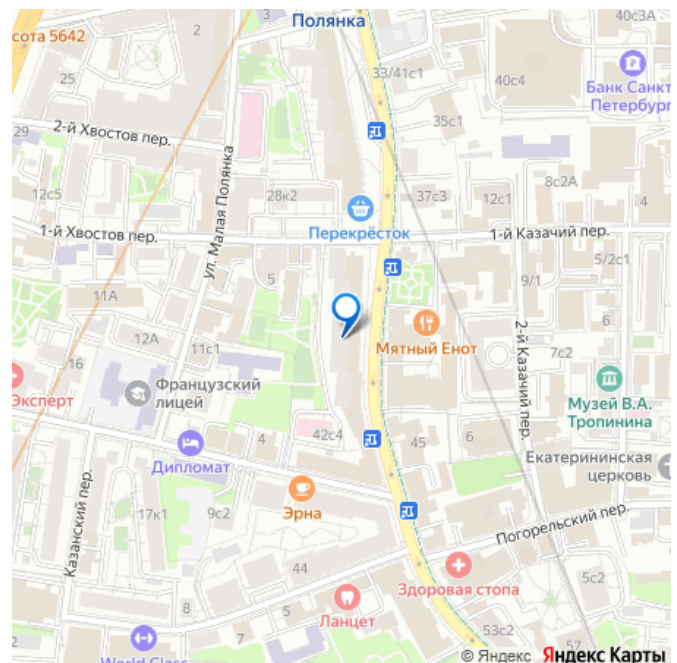 Полянка
3
40с3А
сота 5642
2
33/41с1
25
40с4
Банк Санкт-
Петербург
35с1
2-й Хвостов пер.
29
ул. Малая Полянка
28к2
37с3
12с1
8с2А
4
12с5
Перекрёсток
1-й Хвостов пер.
1-й Казачий пер.
5/2с1
5
9/1
11А
6
12А
11с1
Мятный Енот
7с2
2-й Казачий пер.
16
Французский
лицей
Музей В.А.
Тропинина
Эксперт
42с4
4
45
6
Дипломат
Екатерининская
церковь
Казанский пер.
17к1
9с2
Эрна
Погорельский пер.
44
Здоровая стопа
5с2
8
7
5
Ланцет
53с2
57
World Class
© Яндекс Яндекс Карты